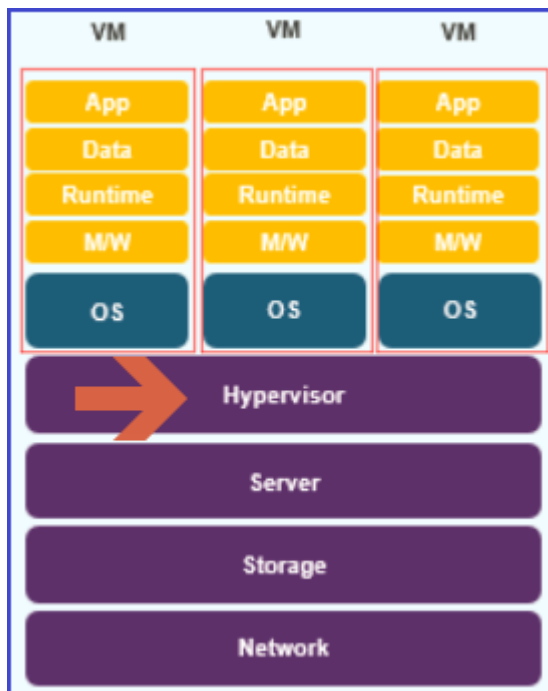 VM VM VM
App App App
Data Data Data
Runtime Runtime Runtime
M/W M/W M/W
OS OS OS
Hypervisor
Server
Storage
Network